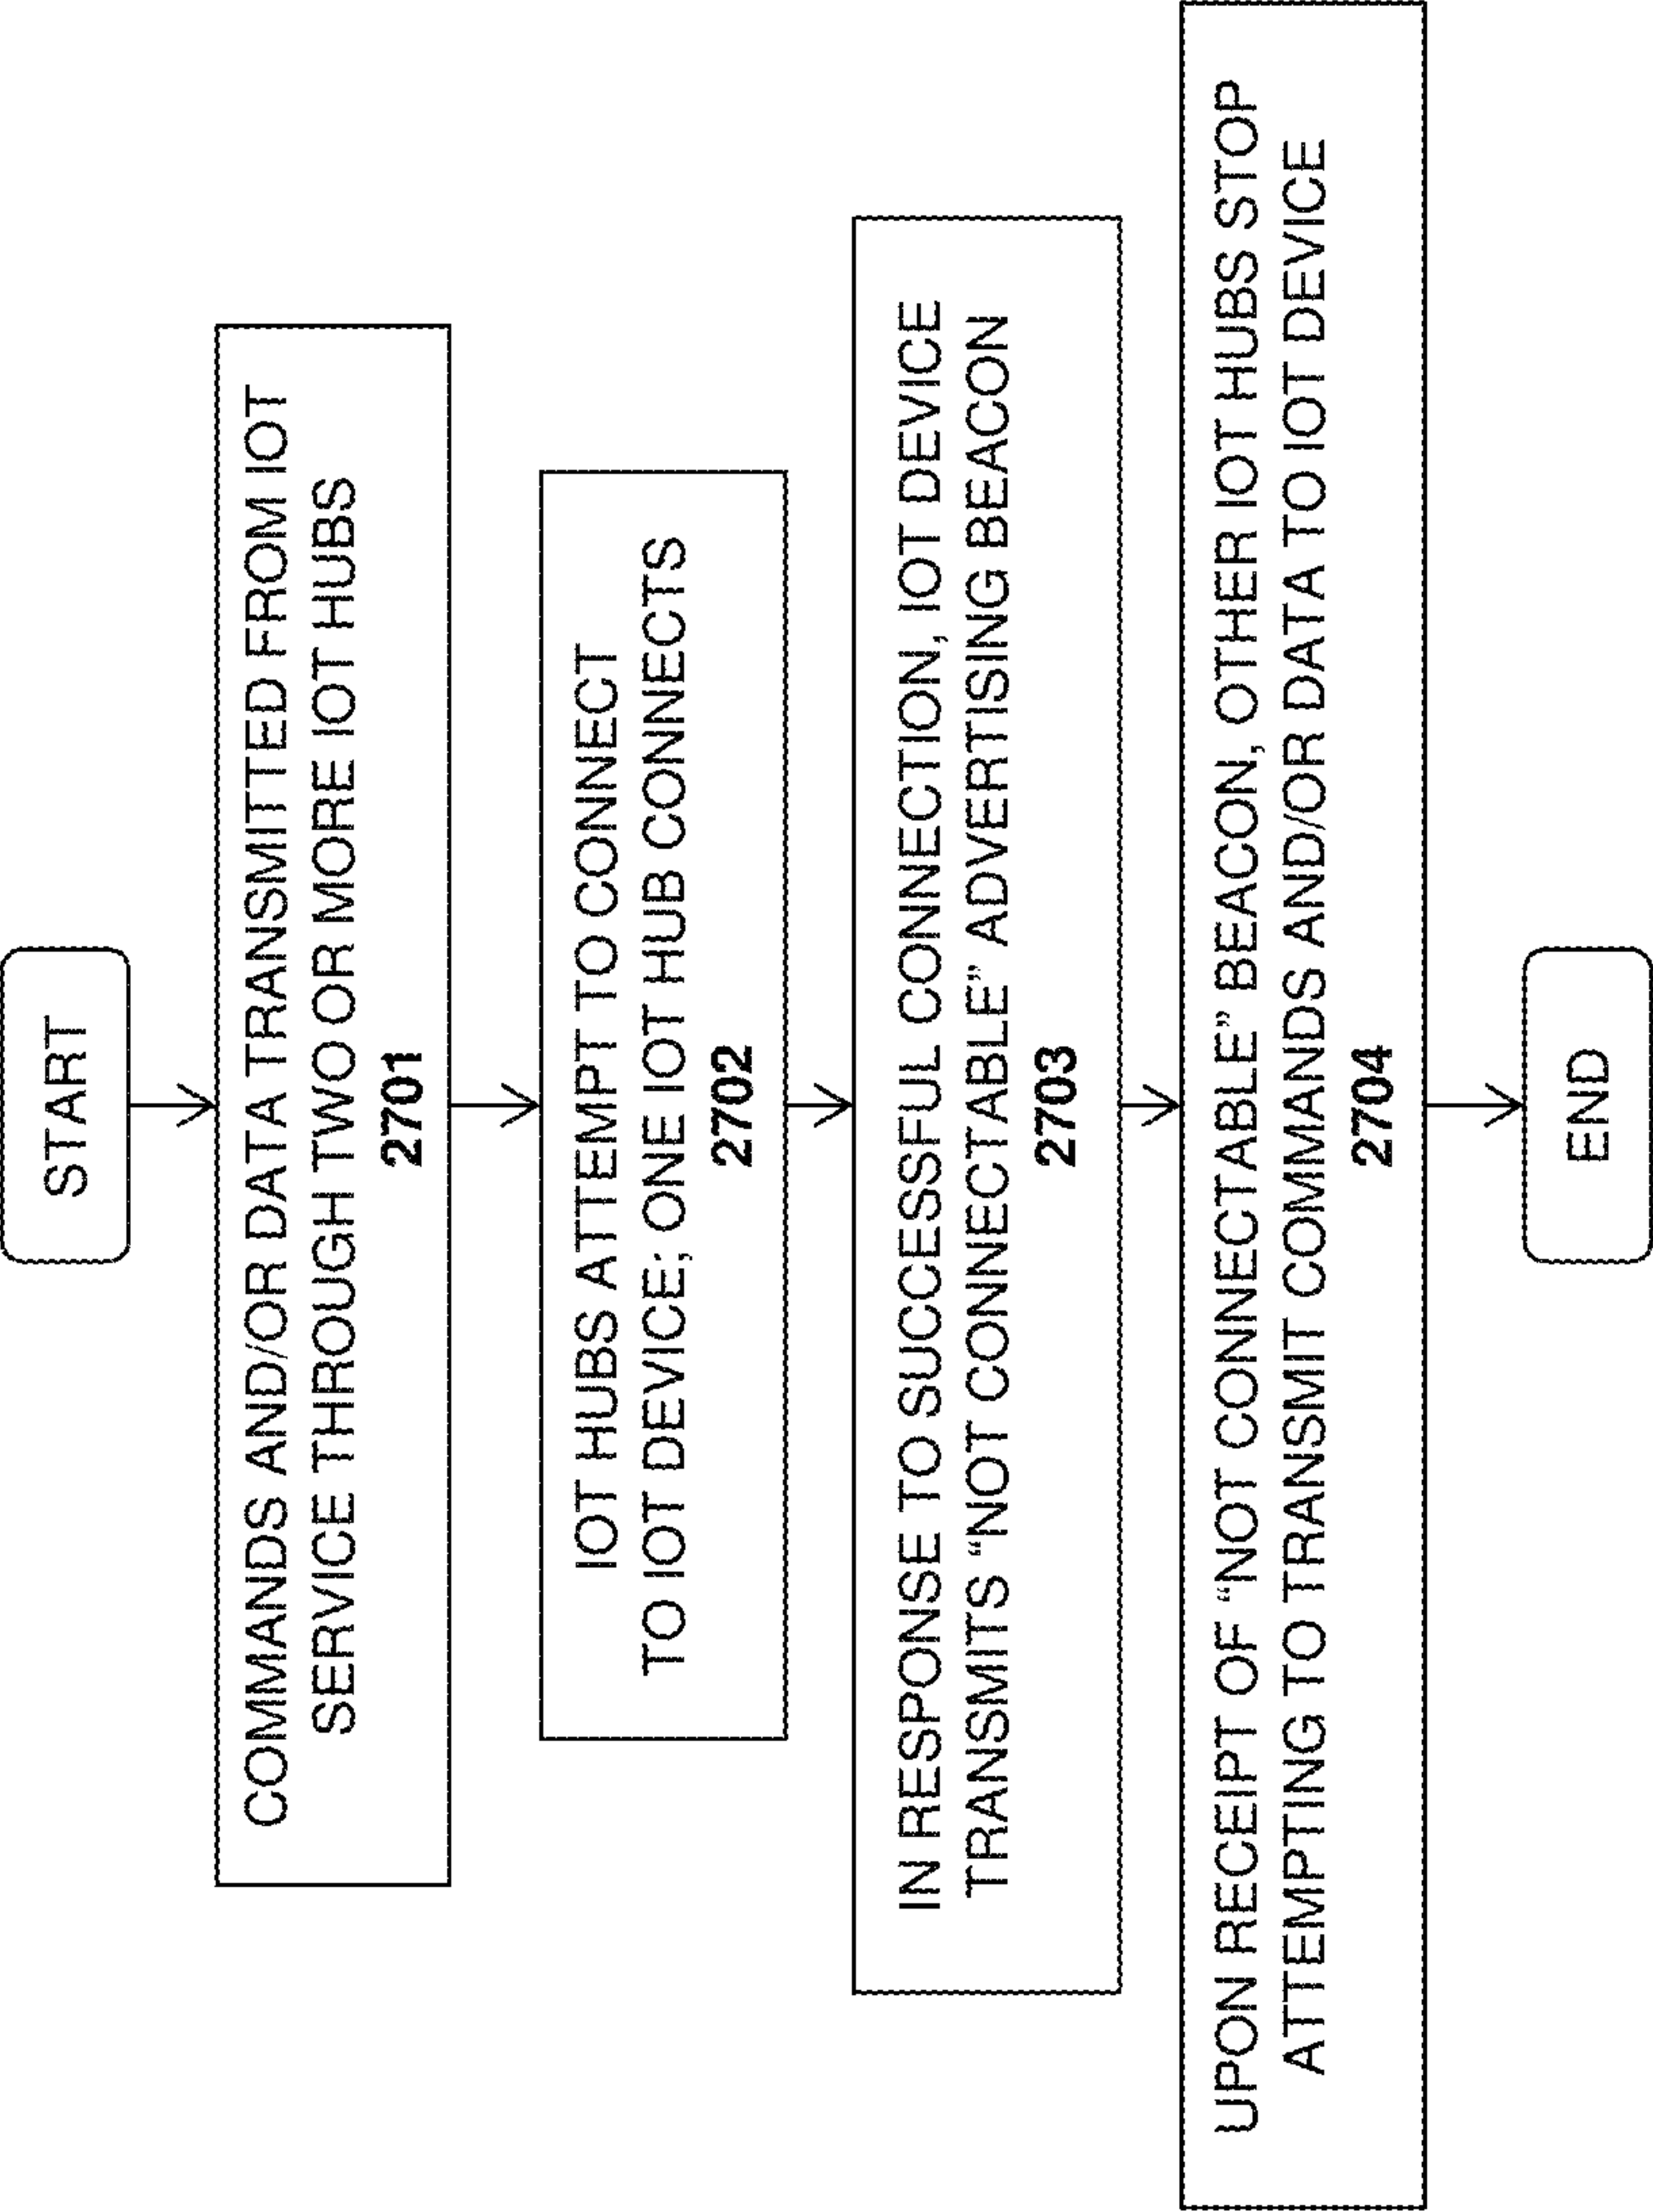 START
COMMANDS AND/OR DATA TRANSMITTED FROM IOT
SERVICE THROUGH TWO OR MORE IOT HUBS
2701
IOT HUBS ATTEMPT TO CONNECT
TO IOT DEVICE; ONE IOT HUB CONNECTS
2702
IN RESPONSE TO SUCCESSFUL CONNECTION, IOT DEVICE
TRANSMITS “NOT CONNECTABLE” ADVERTISING BEACON
2703
UPON RECEIPT OF “NOT CONNECTABLE” BEACON, OTHER IOT HUBS STOP
ATTEMPTING TO TRANSMIT COMMANDS AND/OR DATA TO IOT DEVICE
2704
END